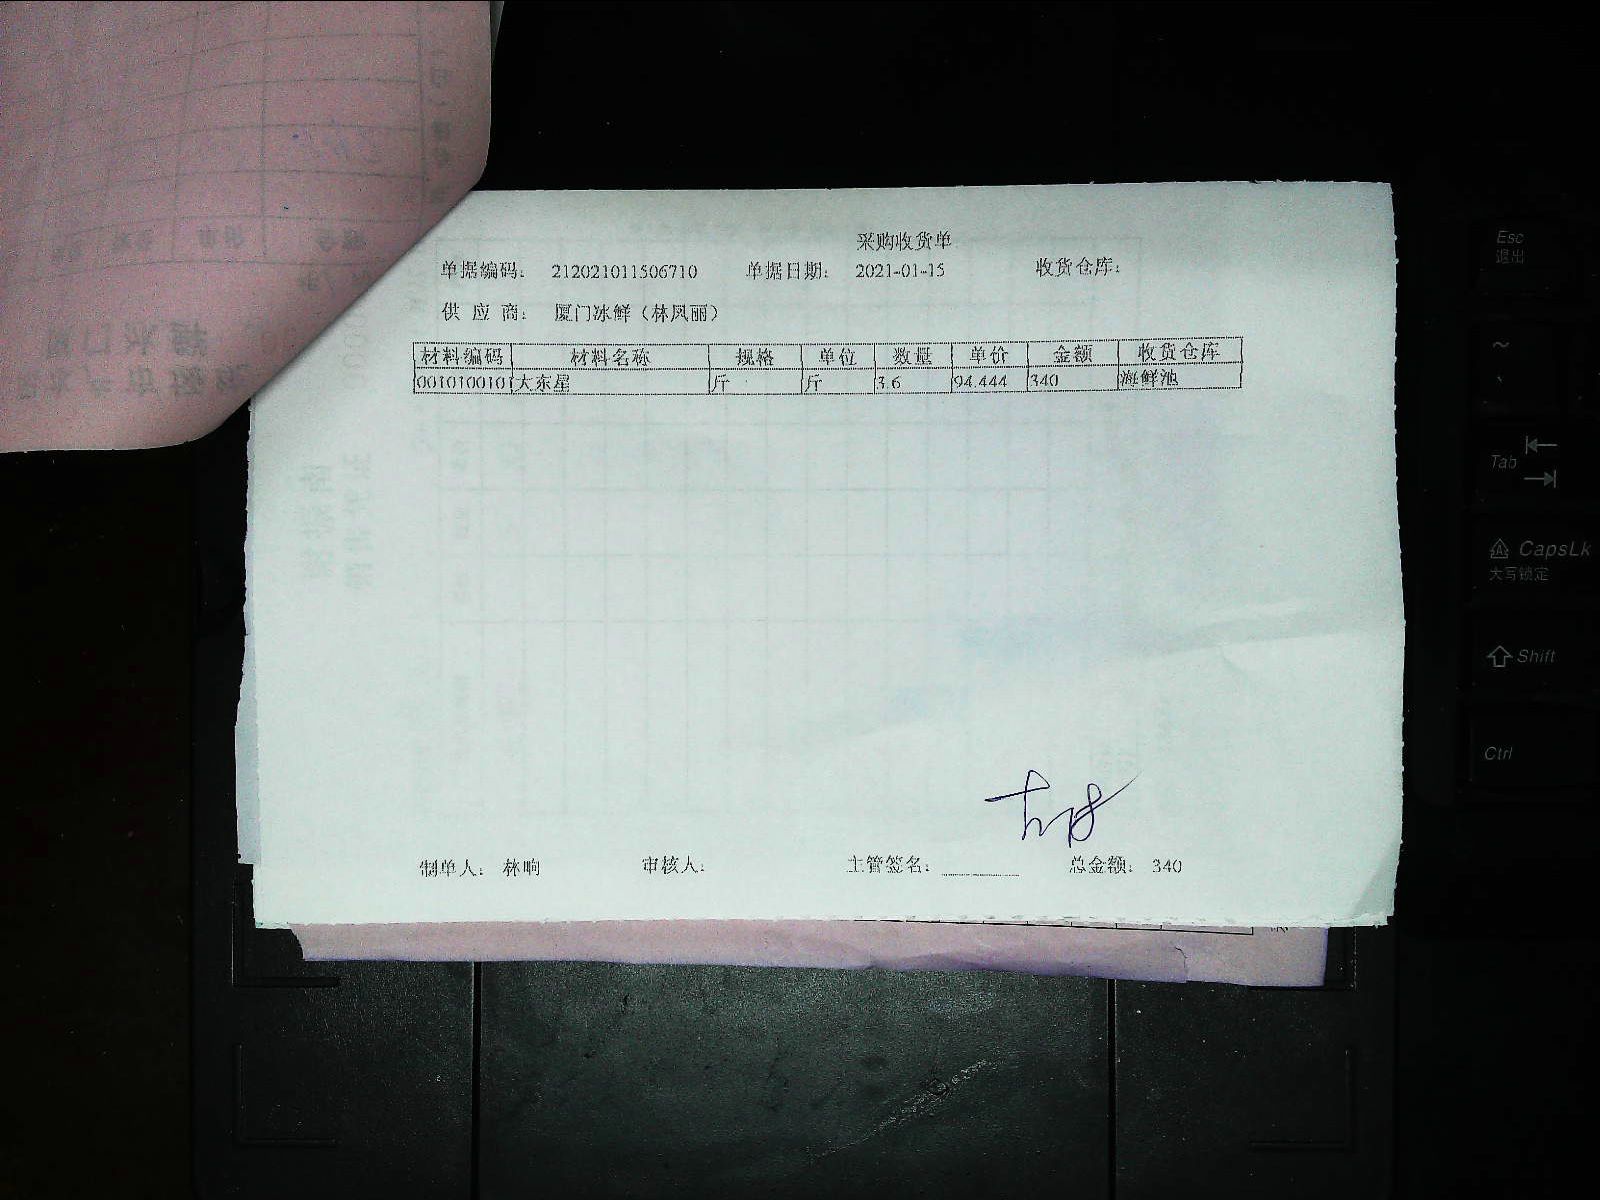 采购收货单
单据编码： 212021011506710 单据日期： 2021-01-15 收货仓库：
供 应 商： 厦门冰鲜（林凤丽）
材料编码 材料名称 规格 单位 数量 单价 金额 收货仓库
0010100101 大东星 斤 斤 3.6 94.444 340 海鲜池
制单人： 林晌 审核人： 主管签名： 总金额： 340
Esc
退出
~
Tab
CapsLk
大写锁定
Shift
Ctrl